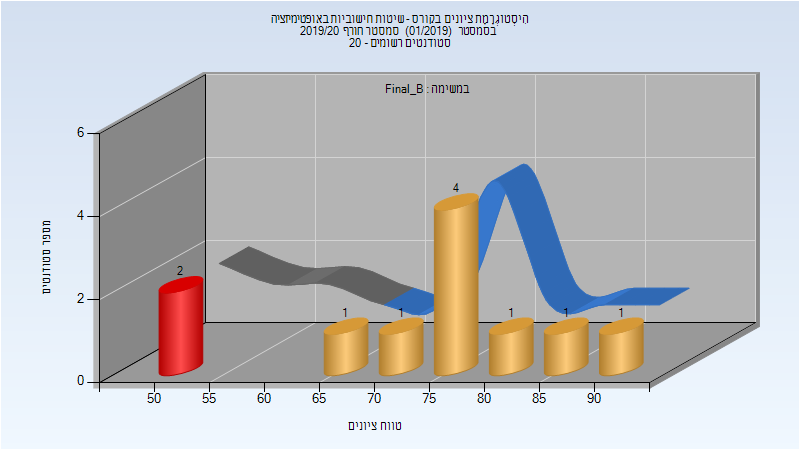 היסטוגרמת ציונים בקורס - שיטות חישוביות באופטימיזציה
בסמסטר (01/2019) סמסטר חורף 2019/20
סטודנטים רשומים - 20
במשימה : Final_B
6
4
2
0
מספר סטודנטים
2
1
1
4
1
1
1
50 55 60 65 70 75 80 85 90
טווח ציונים